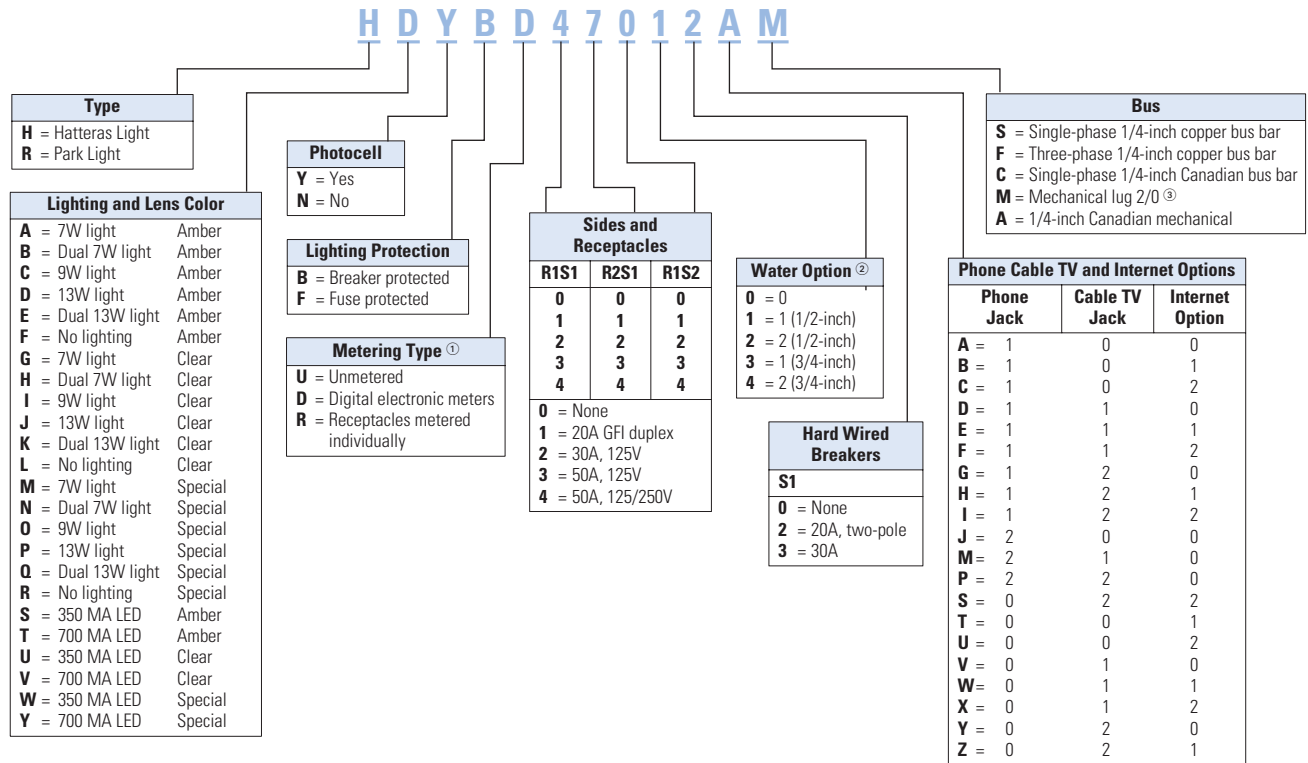 H D Y B D 4 7 0 1 2 A M
Type
H = Hatteras Light
R = Park Light
Lighting and Lens Color
A = 7W light Amber
B = Dual 7W light Amber
C = 9W light Amber
D = 13W light Amber
E = Dual 13W light Amber
F = No lighting Amber
G = 7W light Clear
H = Dual 7W light Clear
I = 9W light Clear
J = 13W light Clear
K = Dual 13W light Clear
L = No lighting Clear
M = 7W light Special
N = Dual 7W light Special
O = 9W light Special
P = 13W light Special
Q = Dual 13W light Special
R = No lighting Special
S = 350 MA LED Amber
T = 700 MA LED Amber
U = 350 MA LED Clear
V = 700 MA LED Clear
W = 350 MA LED Special
Y = 700 MA LED Special
Photocell
Y = Yes
N = No
Lighting Protection
B = Breaker protected
F = Fuse protected
Metering Type ①
U = Unmetered
D = Digital electronic meters
R = Receptacles metered
individually
Sides and
Receptacles
R1S1 R2S1 R1S2
0 0 0
1 1 1
2 2 2
3 3 3
4 4 4
0 = None
1 = 20A GFI duplex
2 = 30A, 125V
3 = 50A, 125V
4 = 50A, 125/250V
Water Option ②
0 = 0
1 = 1 (1/2-inch)
2 = 2 (1/2-inch)
3 = 1 (3/4-inch)
4 = 2 (3/4-inch)
Hard Wired
Breakers
S1
0 = None
2 = 20A, two-pole
3 = 30A
Bus
S = Single-phase 1/4-inch copper bus bar
F = Three-phase 1/4-inch copper bus bar
C = Single-phase 1/4-inch Canadian bus bar
M = Mechanical lug 2/0 ③
A = 1/4-inch Canadian mechanical
Phone Cable TV and Internet Options
Phone Cable TV Internet
Jack Jack Option
A = 1 0 0
B = 1 0 1
C = 1 0 2
D = 1 1 0
E = 1 1 1
F = 1 1 2
G = 1 2 0
H = 1 2 1
I = 1 2 2
J = 2 0 0
M = 2 1 0
P = 2 2 0
S = 0 2 2
T = 0 0 1
U = 0 0 2
V = 0 1 0
W= 0 1 1
X = 0 1 2
Y = 0 2 0
Z = 0 2 1